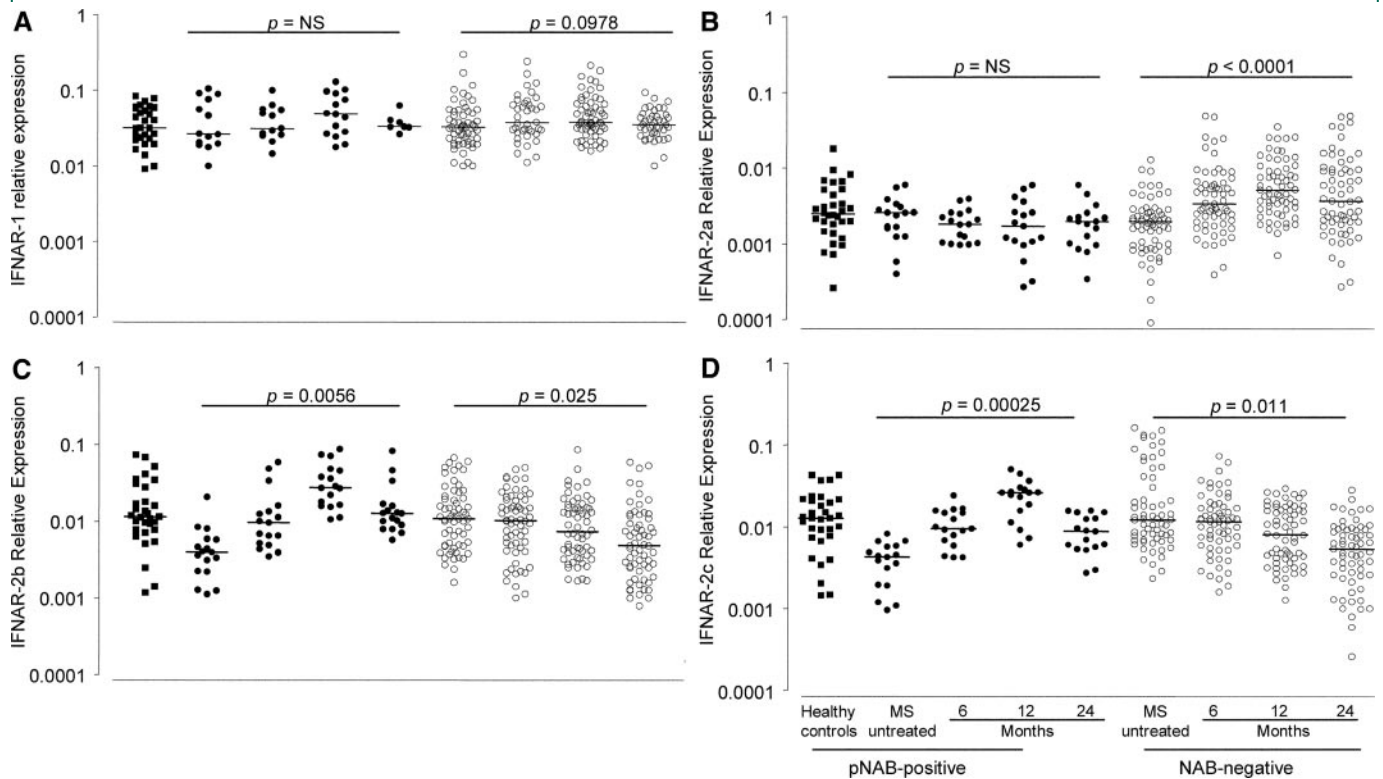 A
p = NS
p = 0.0978
IFNAR-1 relative expression
1
0.1
0.01
0.001
0.0001
B
p = NS
p < 0.0001
IFNAR-2a Relative Expression
1
0.1
0.01
0.001
0.0001
C
p = 0.0056
p = 0.025
IFNAR-2b Relative Expression
1
0.1
0.01
0.001
0.0001
D
p = 0.00025
p = 0.011
IFNAR-2c Relative Expression
1
0.1
0.01
0.001
0.0001
Healthy controls
MS untreated
6 12 24
Months
MS untreated
6 12 24
Months
pNAB-positive
NAB-negative